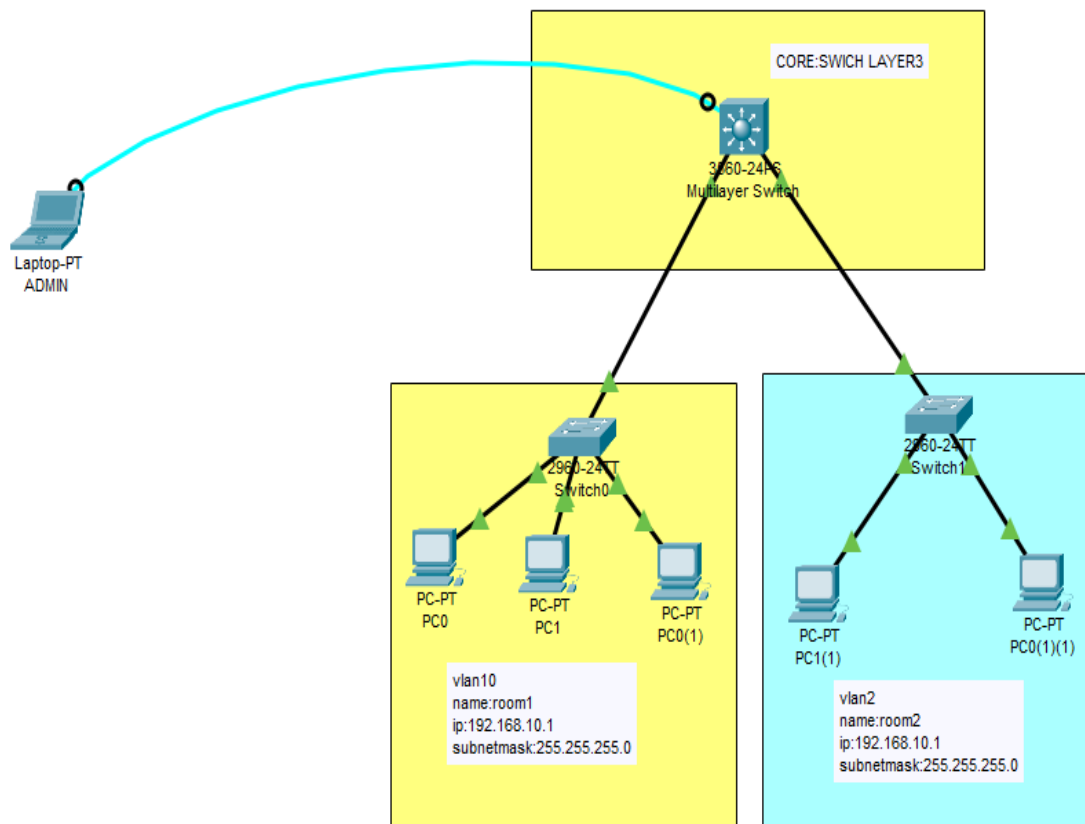 CORE:SWICH LAYER3
3560-24PS
Multilayer Switch
Laptop-PT
ADMIN
2960-24TT
Switch0
2960-24TT
Switch1
PC-PT
PC0
PC-PT
PC1
PC-PT
PC0(1)
PC-PT
PC1(1)
PC-PT
PC0(1)(1)
vlan10
name:room1
ip:192.168.10.1
subnetmask:255.255.255.0
vlan2
name:room2
ip:192.168.10.1
subnetmask:255.255.255.0